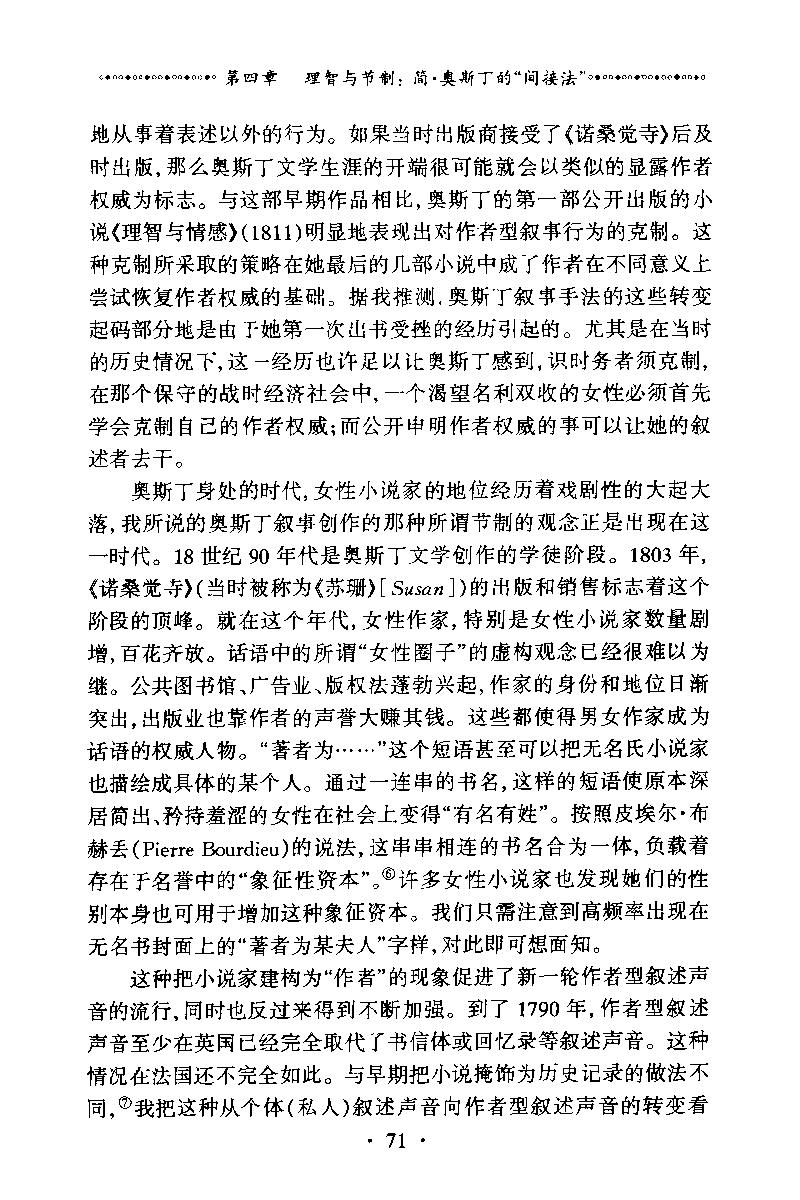 第四章 理智与节制：简·奥斯丁的“间接法”
地从事着表述以外的行为。如果当时出版商接受了《诺桑觉寺》后及
时出版，那么奥斯丁文学生涯的开端很可能就会以类似的显露作者
权威为标志。与这部早期作品相比，奥斯丁的第一部公开出版的小
说《理智与情感》(1811)明显地表现出对作者型叙事行为的克制。这
种克制所采取的策略在她最后的几部小说中成了作者在不同意义上
尝试恢复作者权威的基础。据我推测，奥斯丁叙事手法的这些转变
起码部分地是由于她第一次出书受挫的经历引起的。尤其是在当时
的历史情况下，这一经历也许足以让奥斯丁感到，识时务者须克制，
在那个保守的战时经济社会中，一个渴望名利双收的女性必须首先
学会克制自己的作者权威；而公开申明作者权威的事可以让她的叙
述者去干。
奥斯丁身处的时代，女性小说家的地位经历着戏剧性的大起大
落，我所说的奥斯丁叙事创作的那种所谓节制的观念正是出现在这
一时代。18 世纪 90 年代是奥斯丁文学创作的学徒阶段。1803 年，
《诺桑觉寺》(当时被称为《苏珊》[Susan])的出版和销售标志着这个
阶段的顶峰。就在这个年代，女性作家，特别是女性小说家数量剧
增，百花齐放。话语中的所谓“女性圈子”的虚构观念已经很难以为
继。公共图书馆、广告业、版权法蓬勃兴起，作家的身份和地位日渐
突出，出版业也靠作者的声誉大赚其钱。这些都使得男女作家成为
话语的权威人物。“著者为……”这个短语甚至可以把无名氏小说家
也描绘成具体的某个人。通过一连串的书名，这样的短语使原本深
居简出、矜持羞涩的女性在社会上变得“有名有姓”。按照皮埃尔·布
赫丢(Pierre Bourdieu)的说法，这串串相连的书名合为一体，负载着
存在于名誉中的“象征性资本”。⑥许多女性小说家也发现她们的性
别本身也可用于增加这种象征资本。我们只需注意到高频率出现在
无名书封面上的“著者为某夫人”字样，对此即可想而知。
这种把小说家建构为“作者”的现象促进了新一轮作者型叙述声
音的流行，同时也反过来得到不断加强。到了 1790 年，作者型叙述
声音至少在英国已经完全取代了书信体或回忆录等叙述声音。这种
情况在法国还不完全如此。与早期把小说掩饰为历史记录的做法不
同，⑦我把这种从个体(私人)叙述声音向作者型叙述声音的转变看
· 71 ·